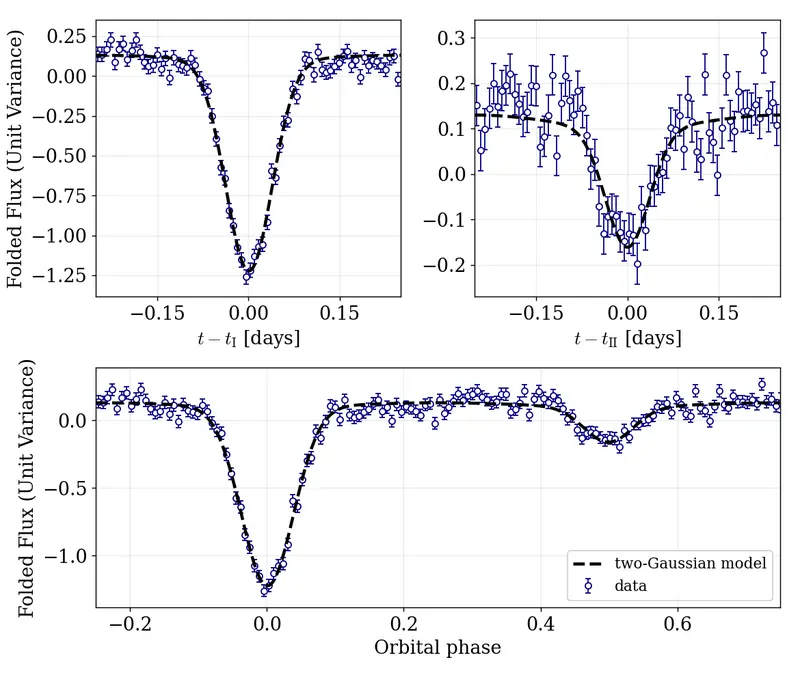 Folded Flux (Unit Variance)
0.25
0.00
−0.25
−0.50
−0.75
−1.00
−1.25
−0.15 0.00 0.15
t − t_I [days]
0.3
0.2
0.1
0.0
−0.1
−0.2
−0.15 0.00 0.15
t − t_II [days]
Folded Flux (Unit Variance)
0.0
−0.5
−1.0
two-Gaussian model
data
−0.2 0.0 0.2 0.4 0.6
Orbital phase